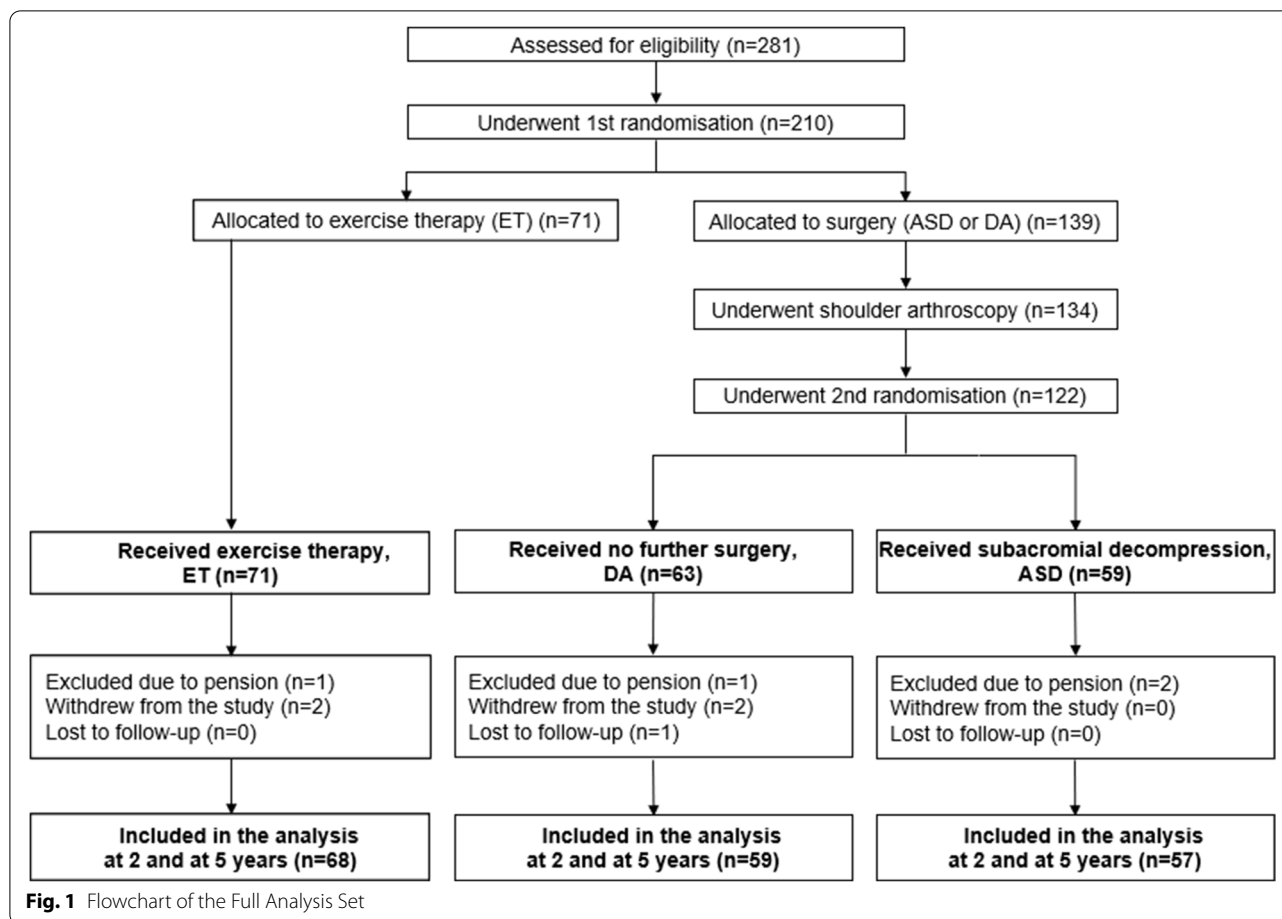 Assessed for eligibility (n=281)
Underwent 1st randomisation (n=210)
Allocated to exercise therapy (ET) (n=71)
Allocated to surgery (ASD or DA) (n=139)
Underwent shoulder arthroscopy (n=134)
Underwent 2nd randomisation (n=122)
Received exercise therapy,
ET (n=71)
Received no further surgery,
DA (n=63)
Received subacromial decompression,
ASD (n=59)
Excluded due to pension (n=1)
Withdrew from the study (n=2)
Lost to follow-up (n=0)
Excluded due to pension (n=1)
Withdrew from the study (n=2)
Lost to follow-up (n=1)
Excluded due to pension (n=2)
Withdrew from the study (n=0)
Lost to follow-up (n=0)
Included in the analysis
at 2 and at 5 years (n=68)
Included in the analysis
at 2 and at 5 years (n=59)
Included in the analysis
at 2 and at 5 years (n=57)
Fig. 1 Flowchart of the Full Analysis Set